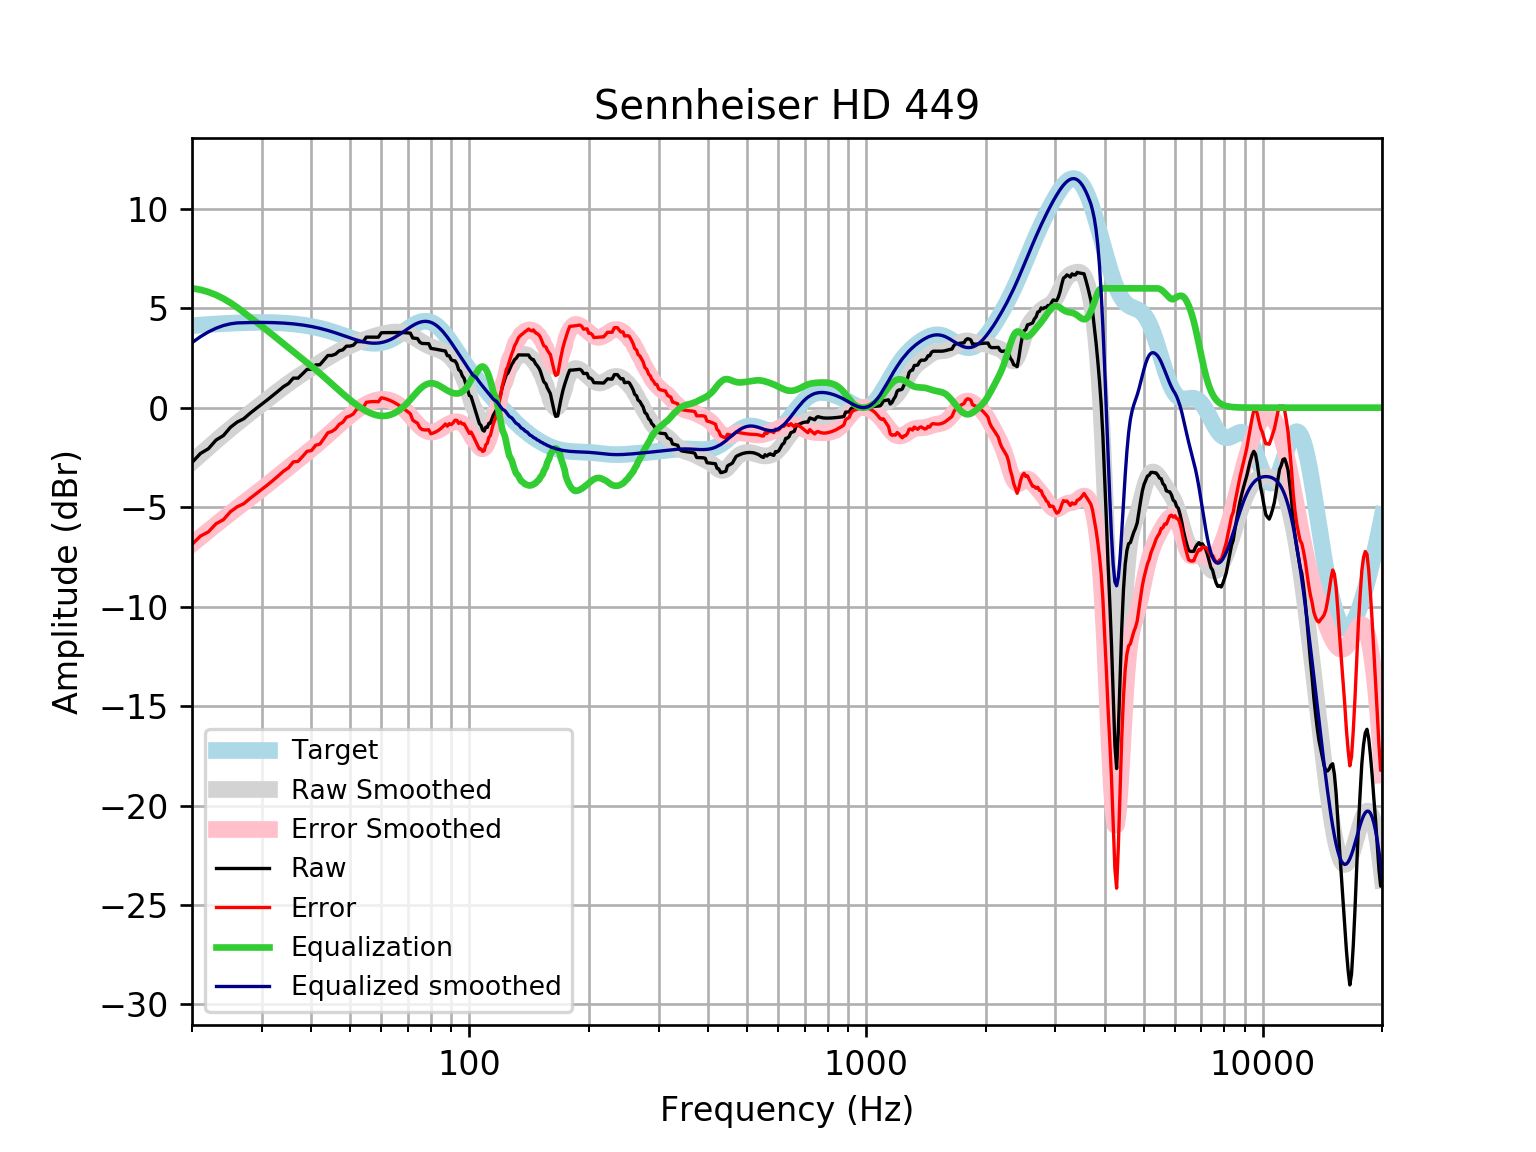 Sennheiser HD 449
Amplitude (dBr)
10
5
0
−5
−10
−15
−20
−25
−30
Target
Raw Smoothed
Error Smoothed
Raw
Error
Equalization
Equalized smoothed
100
1000
10000
Frequency (Hz)